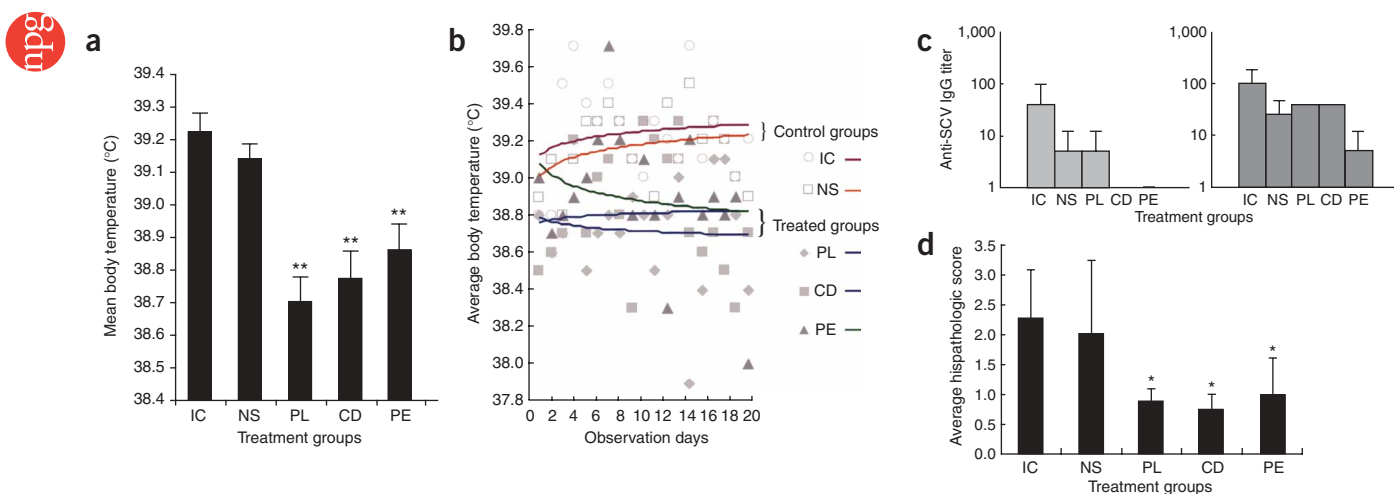 npg
a
Mean body temperature (°C)
39.4
39.3
39.2
39.1
39.0
38.9
38.8
38.7
38.6
38.5
38.4
** ** **
IC NS PL CD PE
Treatment groups
b
Average body temperature (°C)
39.8
39.6
39.4
39.2
39.0
38.8
38.6
38.4
38.2
38.0
37.8
0 2 4 6 8 10 12 14 16 18 20
Observation days
} Control groups
IC
NS
} Treated groups
PL
CD
PE
c
Anti-SCV IgG titer
1,000
100
10
1
IC NS PL CD PE
1,000
100
10
1
IC NS PL CD PE
Treatment groups
d
Average hispathologic score
3.5
3.0
2.5
2.0
1.5
1.0
0.5
0.0
* * *
IC NS PL CD PE
Treatment groups